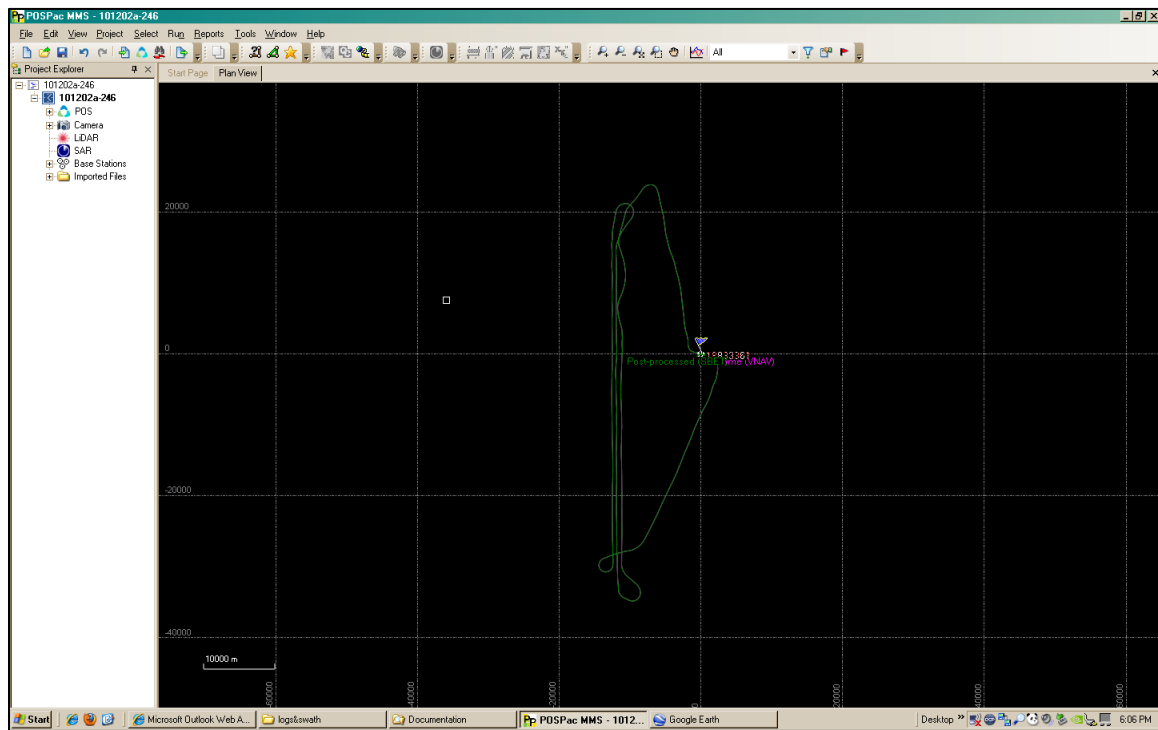 POSPac MMS - 101202a-246
File Edit View Project Select Run Reports Tools Window Help
All
Project Explorer
Start Page Plan View
101202a-246
101202a-246
POS
Camera
LiDAR
SAR
Base Stations
Imported Files
20000
0
Post-processed (SBET)
me (VNAV)
-20000
-40000
10000 m
-60000
-40000
-20000
0
20000
40000
60000
Start
Microsoft Outlook Web A...
logs&swath
Documentation
POSPac MMS - 1012...
Google Earth
Desktop »
6:06 PM